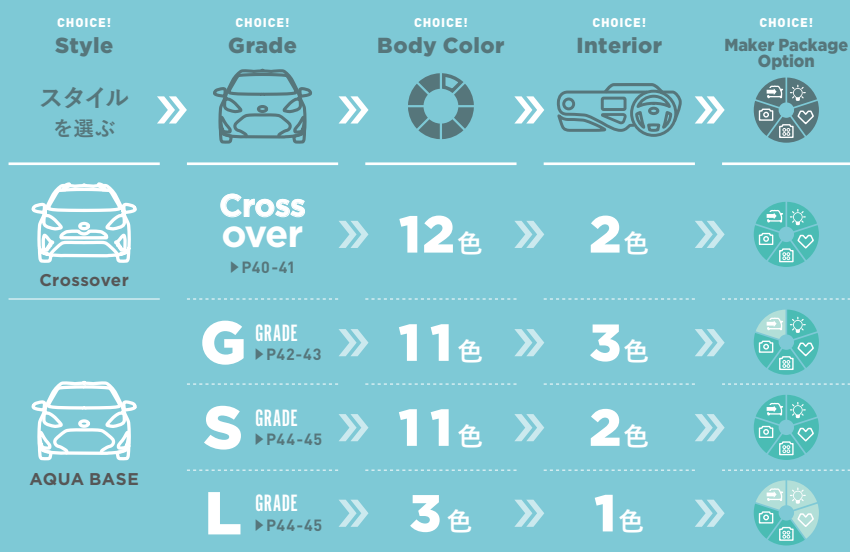 CHOICE!
Style
スタイル
を選ぶ
CHOICE!
Grade
CHOICE!
Body Color
CHOICE!
Interior
CHOICE!
Maker Package
Option
Crossover
Cross
over
▶P40-41
12色
2色
AQUA BASE
G GRADE
▶P42-43
11色
3色
S GRADE
▶P44-45
11色
2色
L GRADE
▶P44-45
3色
1色